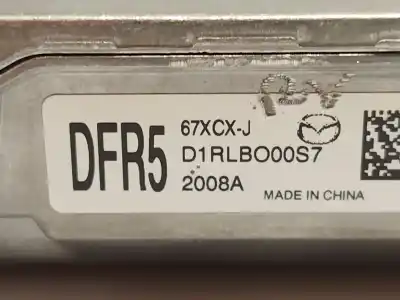 DFR5
67XCX-J
D1RLBO00S7
2008A
MADE IN CHINA